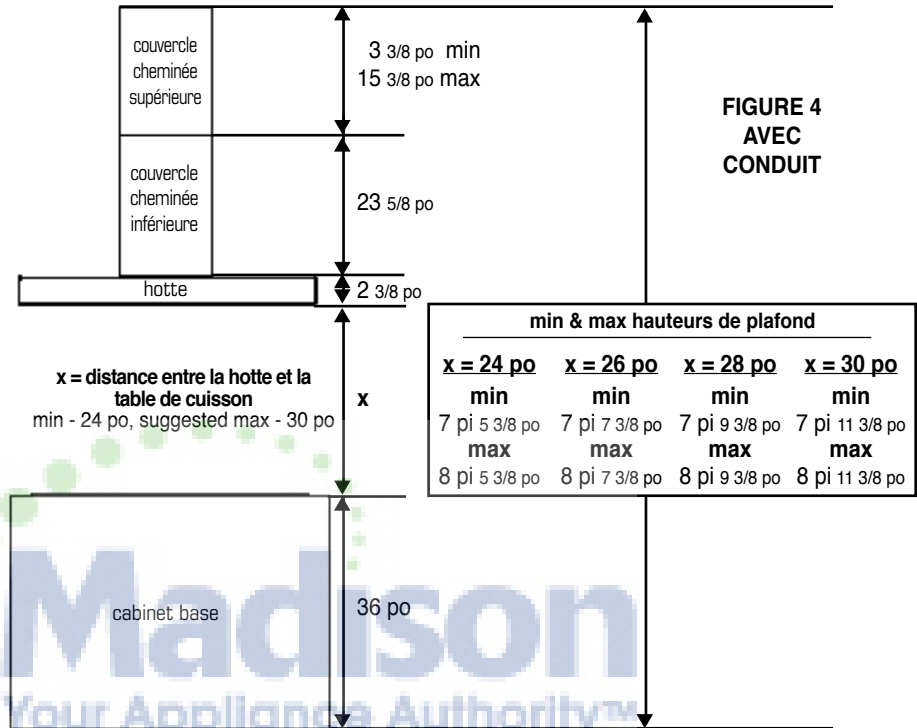 couvercle
cheminée
supérieure
3 3/8 po min
15 3/8 po max
FIGURE 4
AVEC
CONDUIT
couvercle
cheminée
inférieure
23 5/8 po
hotte
2 3/8 po
x = distance entre la hotte et la
table de cuisson
min - 24 po, suggested max - 30 po
x
min & max hauteurs de plafond
x = 24 po x = 26 po x = 28 po x = 30 po
min min min min
7 pi 5 3/8 po 7 pi 7 3/8 po 7 pi 9 3/8 po 7 pi 11 3/8 po
max max max max
8 pi 5 3/8 po 8 pi 7 3/8 po 8 pi 9 3/8 po 8 pi 11 3/8 po
cabinet base
36 po
Madison
Your Appliance Authority™